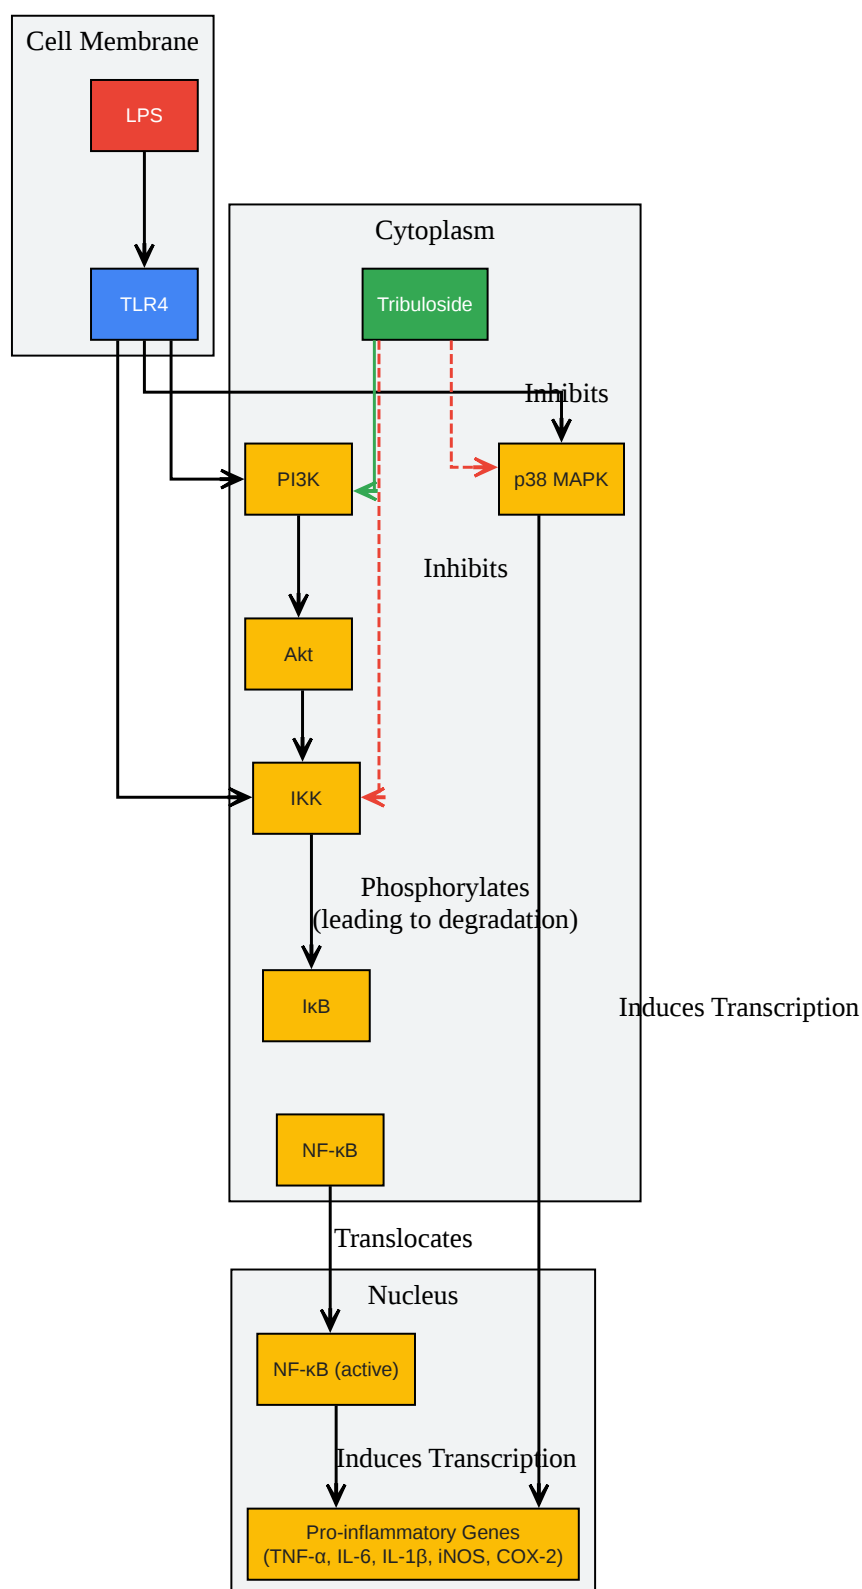 Cell Membrane
LPS
Cytoplasm
TLR4
Tribuloside
Inhibits
PI3K
p38 MAPK
Inhibits
Akt
IKK
Phosphorylates
(leading to degradation)
IκB
Induces Transcription
NF-κB
Translocates
Nucleus
NF-κB (active)
Induces Transcription
Pro-inflammatory Genes
(TNF-α, IL-6, IL-1β, iNOS, COX-2)